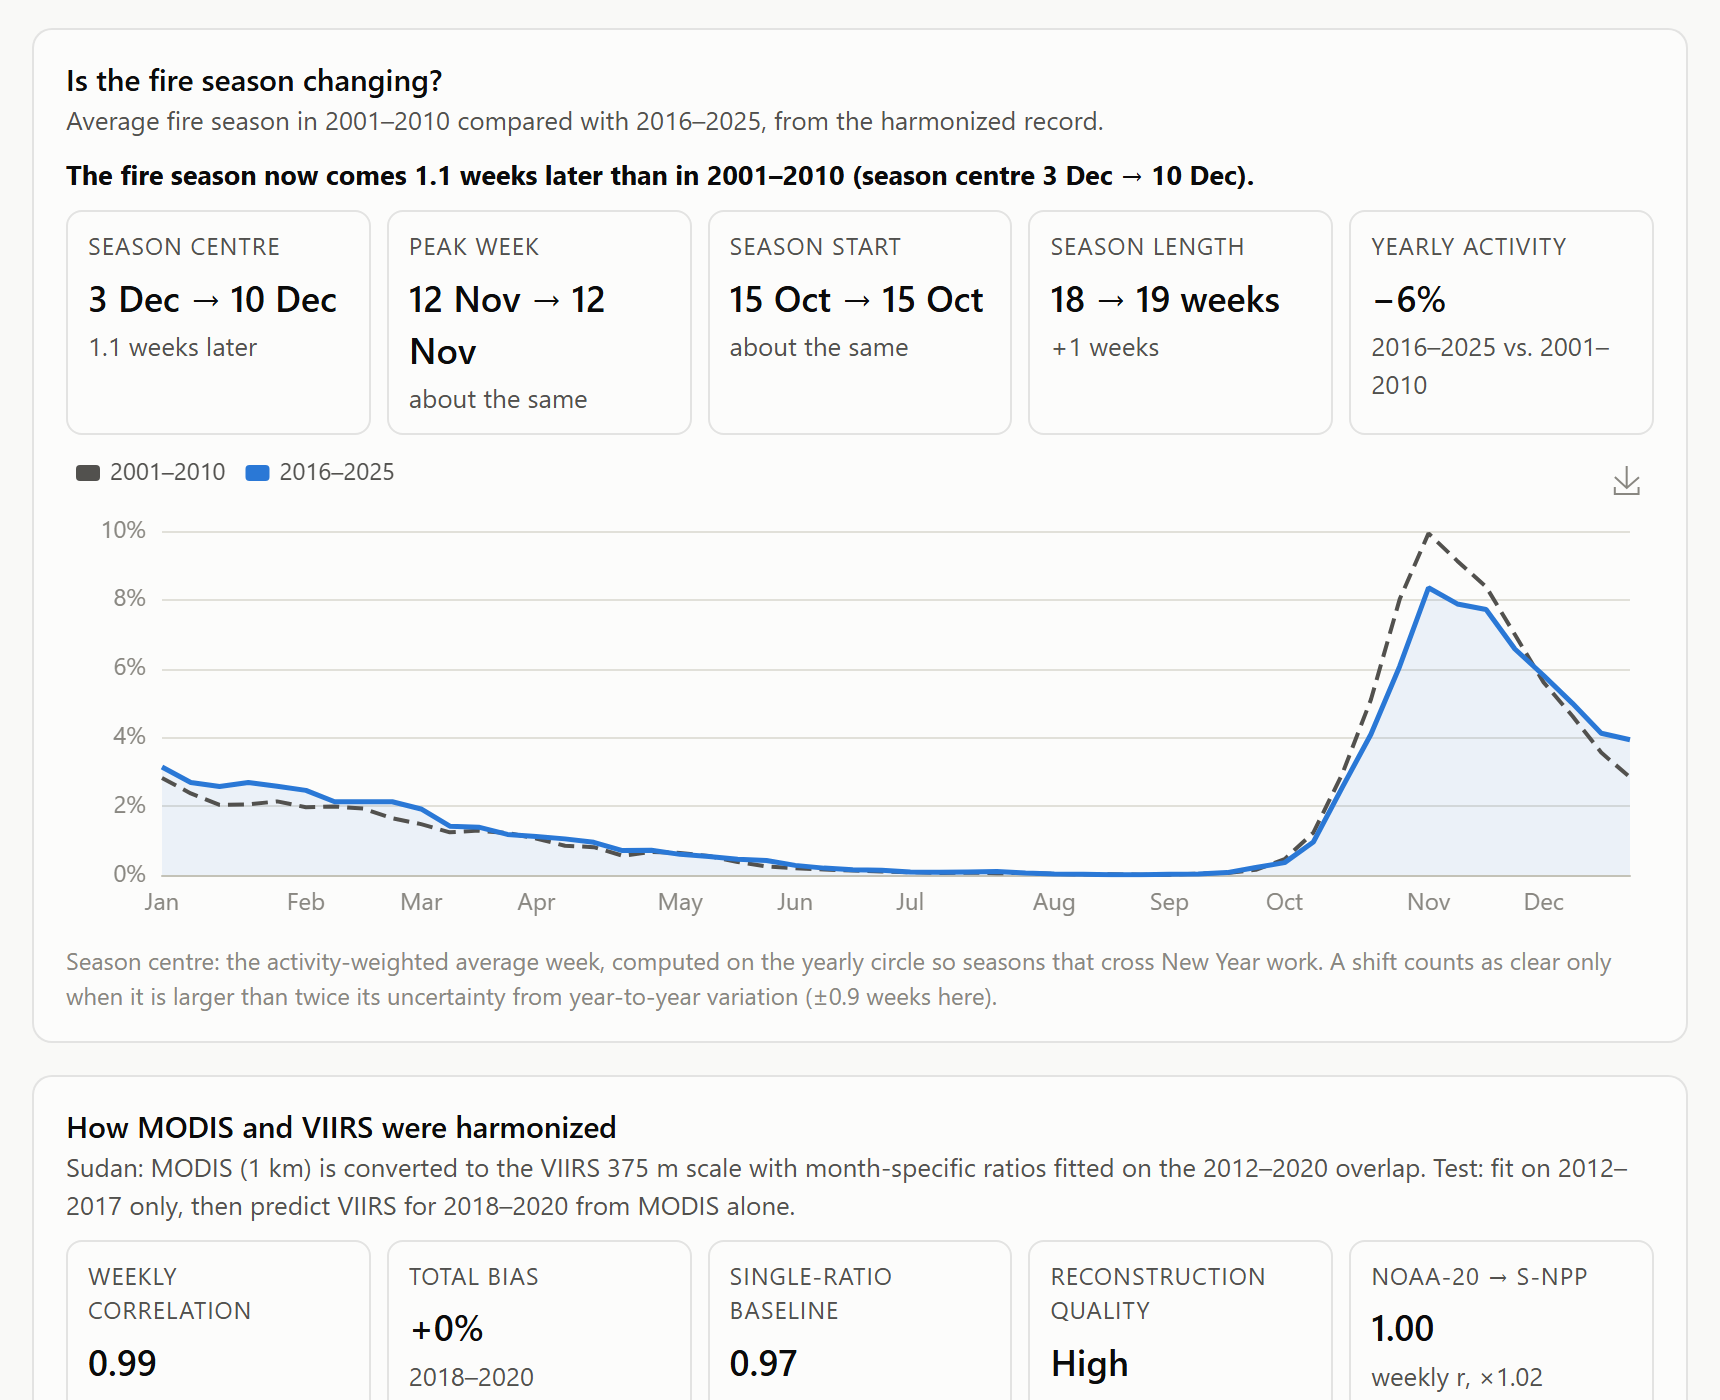 Is the fire season changing?
Average fire season in 2001–2010 compared with 2016–2025, from the harmonized record.
The fire season now comes 1.1 weeks later than in 2001–2010 (season centre 3 Dec → 10 Dec).
SEASON CENTRE
3 Dec → 10 Dec
1.1 weeks later
PEAK WEEK
12 Nov → 12
Nov
about the same
SEASON START
15 Oct → 15 Oct
about the same
SEASON LENGTH
18 → 19 weeks
+1 weeks
YEARLY ACTIVITY
−6%
2016–2025 vs. 2001–
2010
2001–2010
2016–2025
10%
8%
6%
4%
2%
0%
Jan Feb Mar Apr May Jun Jul Aug Sep Oct Nov Dec
Season centre: the activity-weighted average week, computed on the yearly circle so seasons that cross New Year work. A shift counts as clear only
when it is larger than twice its uncertainty from year-to-year variation (±0.9 weeks here).
How MODIS and VIIRS were harmonized
Sudan: MODIS (1 km) is converted to the VIIRS 375 m scale with month-specific ratios fitted on the 2012–2020 overlap. Test: fit on 2012–
2017 only, then predict VIIRS for 2018–2020 from MODIS alone.
WEEKLY
CORRELATION
0.99
TOTAL BIAS
+0%
2018–2020
SINGLE-RATIO
BASELINE
0.97
RECONSTRUCTION
QUALITY
High
NOAA-20 → S-NPP
1.00
weekly r, ×1.02